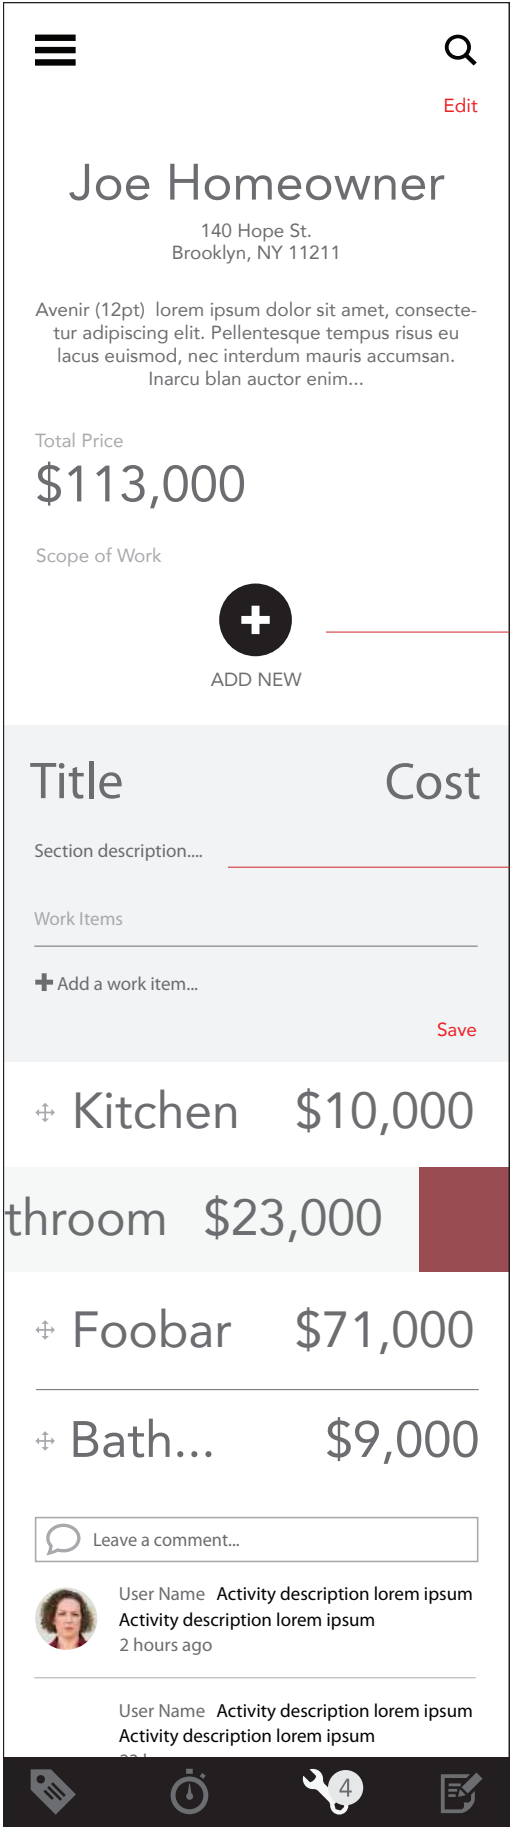 Edit
Joe Homeowner
140 Hope St.
Brooklyn, NY 11211
Avenir (12pt)  lorem ipsum dolor sit amet, consecte-
tur adipiscing elit. Pellentesque tempus risus eu
lacus euismod, nec interdum mauris accumsan.
Inarcu blan auctor enim...
Total Price
$113,000
Scope of Work
ADD NEW
Title Cost
Section description....
Work Items
Add a work item...
Save
Kitchen $10,000
throom $23,000
Foobar $71,000
Bath... $9,000
Leave a comment...
User Name Activity description lorem ipsum
Activity description lorem ipsum
2 hours ago
User Name Activity description lorem ipsum
Activity description lorem ipsum
4